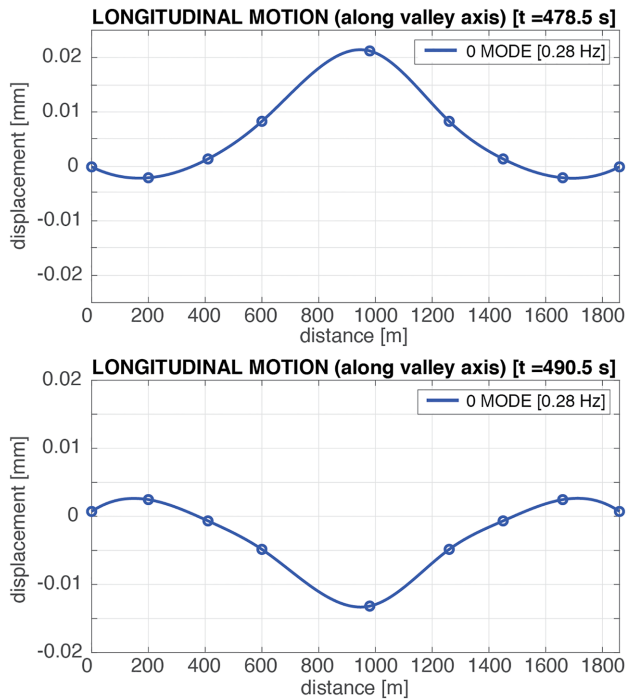 LONGITUDINAL MOTION (along valley axis) [t =478.5 s]
0 MODE [0.28 Hz]
displacement [mm]
0.02
0.01
0
-0.01
-0.02
0 200 400 600 800 1000 1200 1400 1600 1800
distance [m]
LONGITUDINAL MOTION (along valley axis) [t =490.5 s]
0 MODE [0.28 Hz]
displacement [mm]
0.02
0.01
0
-0.01
-0.02
0 200 400 600 800 1000 1200 1400 1600 1800
distance [m]